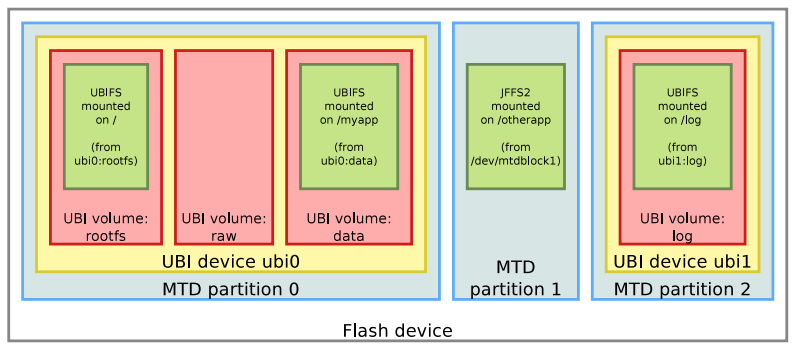 UBIFS
mounted
on /
(from
ubi0:rootfs)
UBI volume:
rootfs
UBI volume:
raw
UBIFS
mounted
on /myapp
(from
ubi0:data)
UBI volume:
data
UBI device ubi0
MTD partition 0
JFFS2
mounted
on /otherapp
(from
/dev/mtdblock1)
MTD
partition 1
UBIFS
mounted
on /log
(from
ubi1:log)
UBI volume:
log
UBI device ubi1
MTD partition 2
Flash device